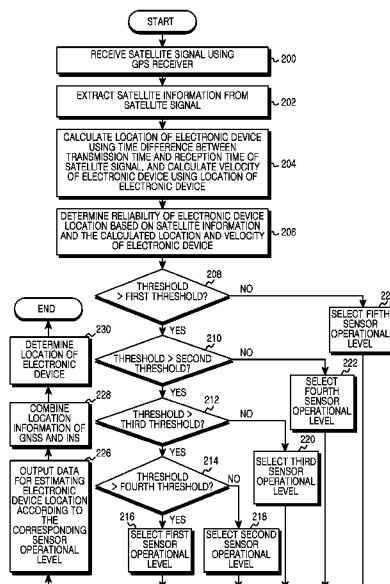 START
RECEIVE SATELLITE SIGNAL USING
GPS RECEIVER
200
EXTRACT SATELLITE INFORMATION FROM
SATELLITE SIGNAL
202
CALCULATE LOCATION OF ELECTRONIC DEVICE
USING TIME DIFFERENCE BETWEEN
TRANSMISSION TIME AND RECEPTION TIME OF
SATELLITE SIGNAL, AND CALCULATE VELOCITY
OF ELECTRONIC DEVICE USING LOCATION OF
ELECTRONIC DEVICE
204
DETERMINE RELIABILITY OF ELECTRONIC DEVICE
LOCATION BASED ON SATELLITE INFORMATION
AND THE CALCULATED LOCATION AND VELOCITY
OF ELECTRONIC DEVICE
206
208
THRESHOLD
> FIRST THRESHOLD?
NO
YES
22
SELECT FIFTH
SENSOR
OPERATIONAL
LEVEL
210
THRESHOLD > SECOND
THRESHOLD?
NO
YES
222
SELECT
FOURTH
SENSOR
OPERATIONAL
LEVEL
212
THRESHOLD >
THIRD THRESHOLD?
NO
YES
220
SELECT THIRD
SENSOR
OPERATIONAL
LEVEL
214
THRESHOLD
> FOURTH THRESHOLD?
NO
YES
216
SELECT FIRST
SENSOR
OPERATIONAL
LEVEL
218
SELECT SECOND
SENSOR
OPERATIONAL
LEVEL
226
OUTPUT DATA
FOR ESTIMATING
ELECTRONIC
DEVICE LOCATION
ACCORDING TO
THE
CORRESPONDING
SENSOR
OPERATIONAL
LEVEL
228
COMBINE
LOCATION
INFORMATION OF
GNSS AND INS
230
DETERMINE
LOCATION OF
ELECTRONIC
DEVICE
END